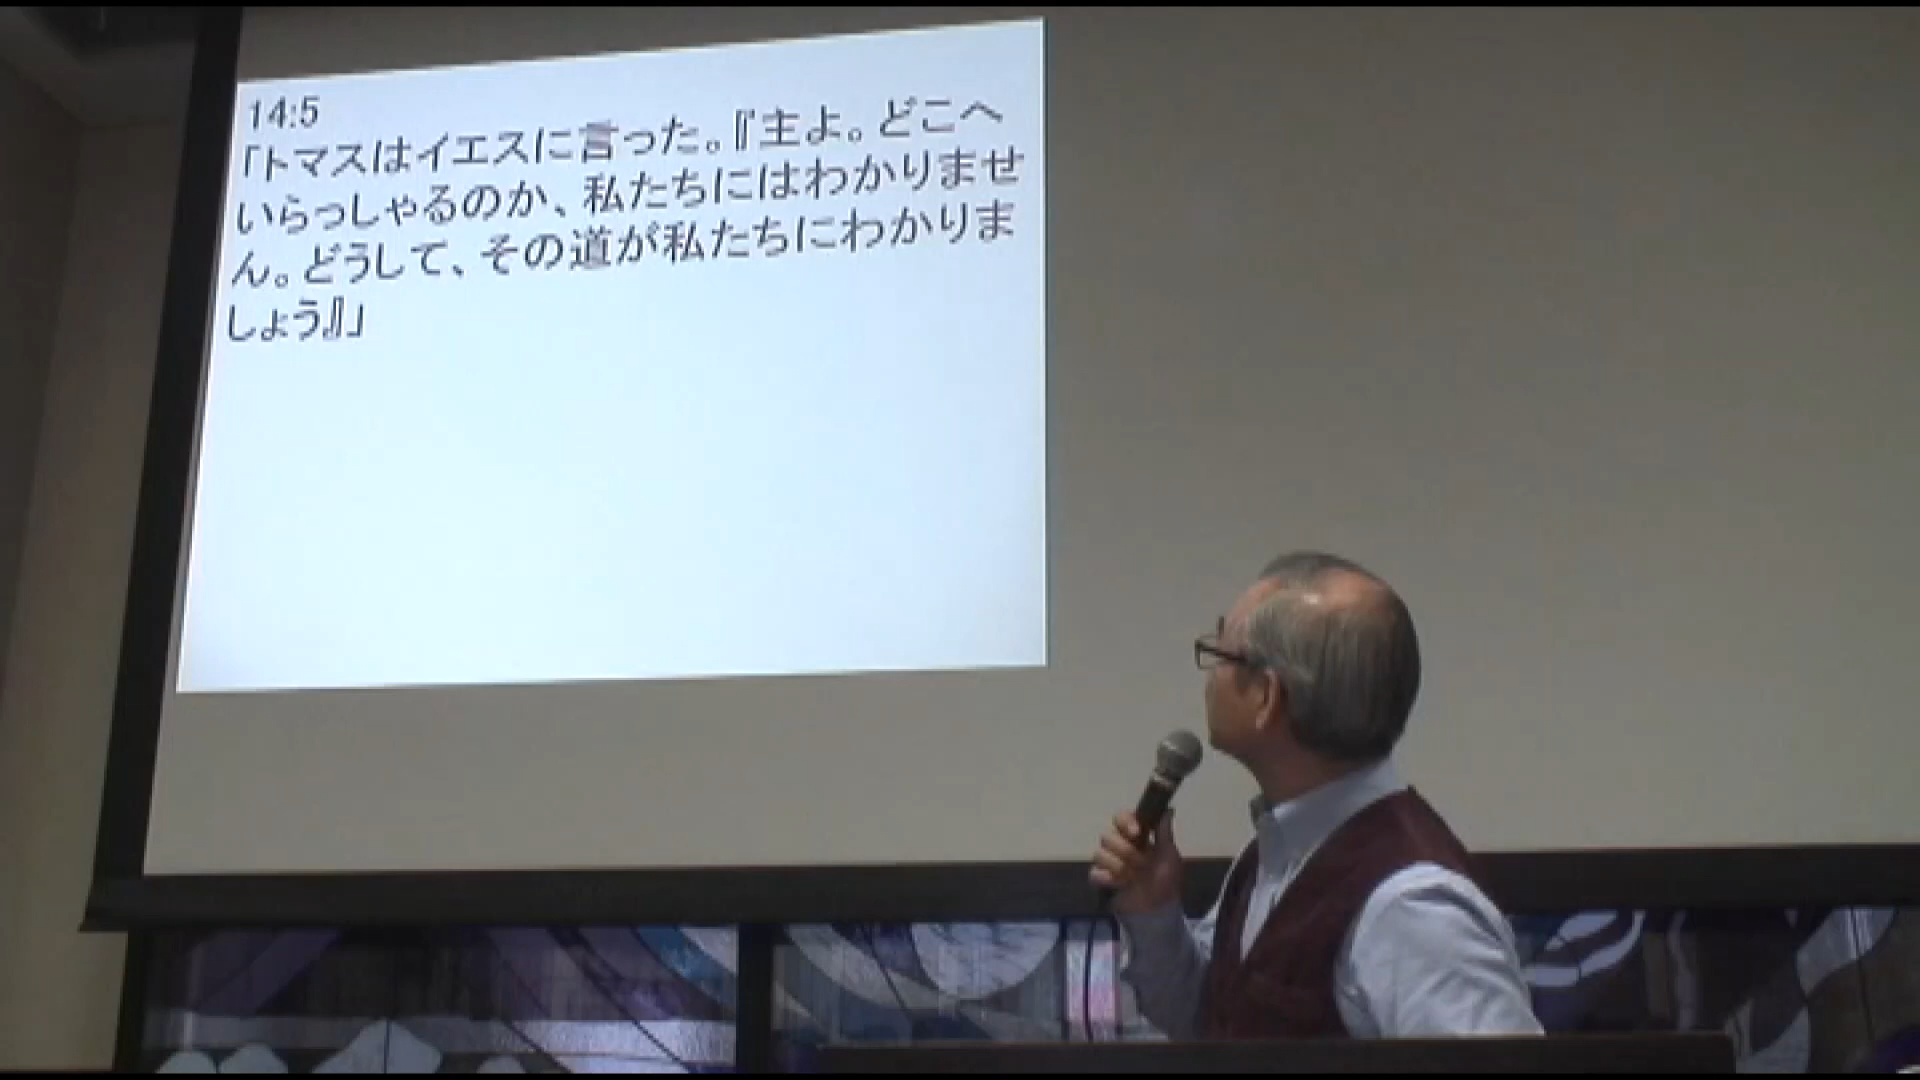 14:5
「トマスはイエスに言った。『主よ。どこへ
いらっしゃるのか、私たちにはわかりませ
ん。どうして、その道が私たちにわかりま
しょう』」